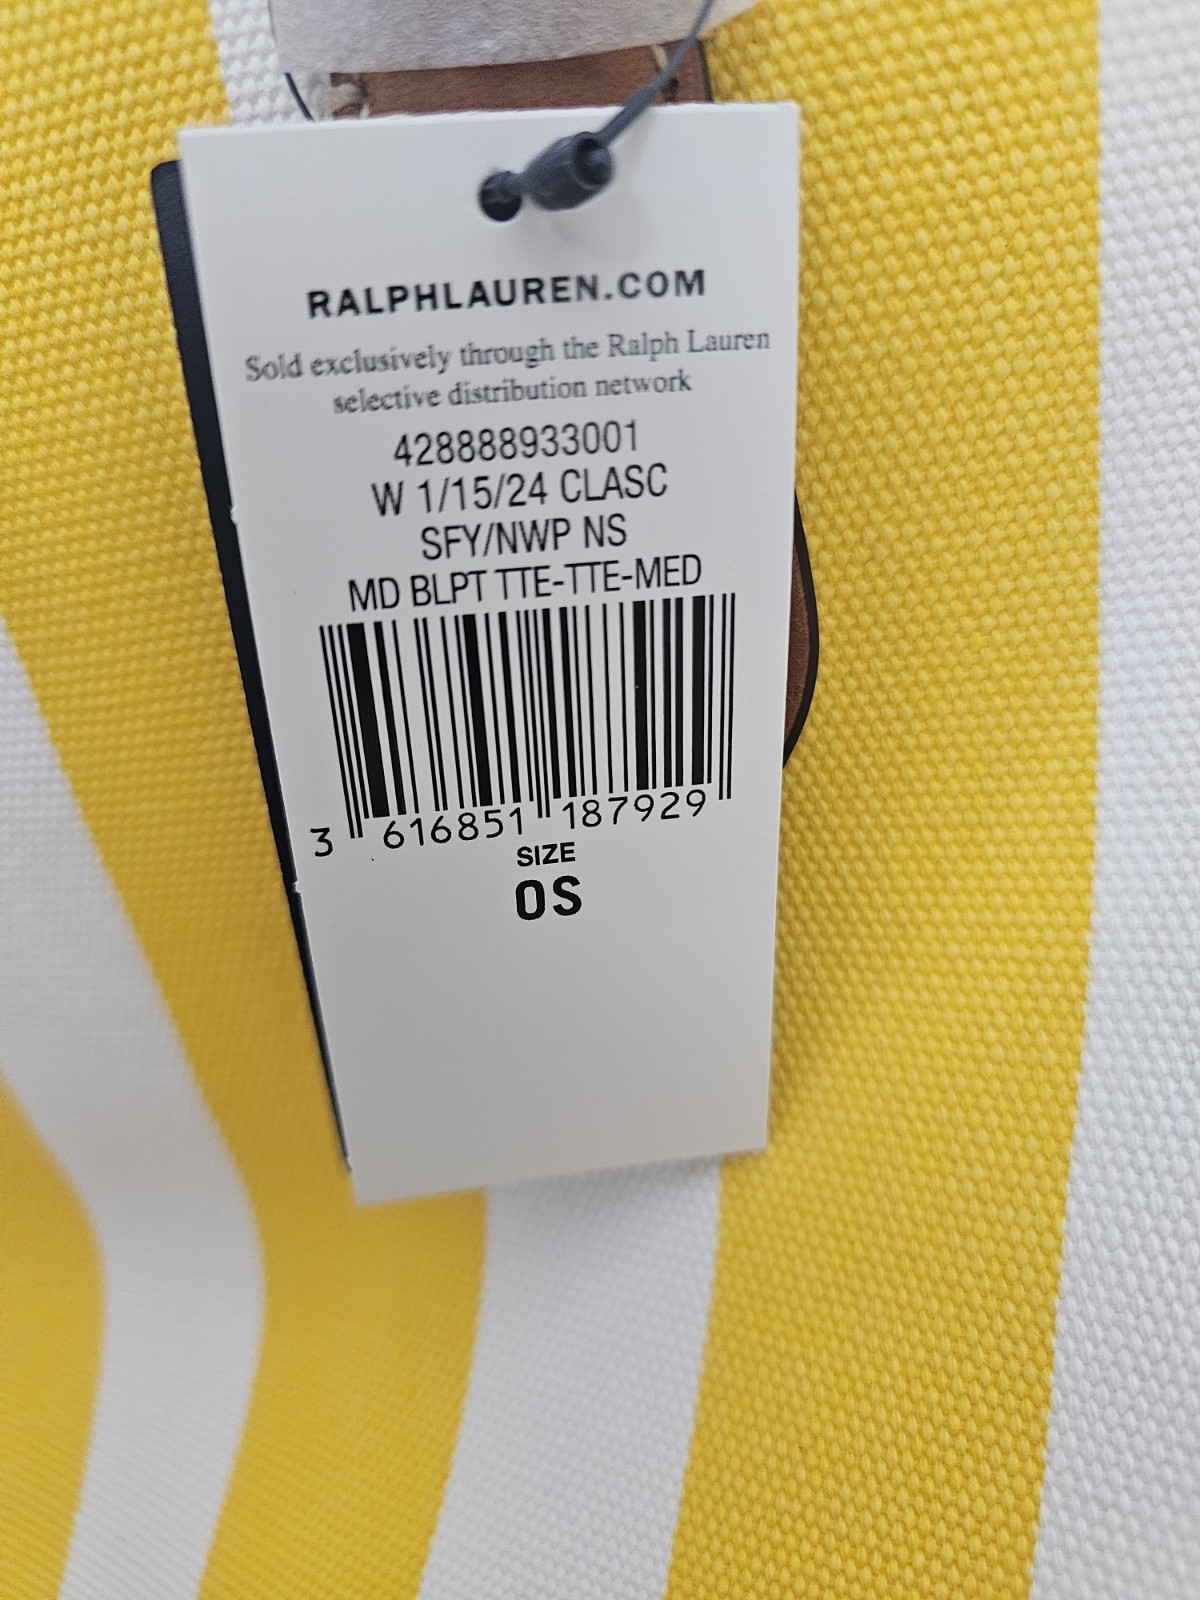 RALPHLAUREN.COM
Sold exclusively through the Ralph Lauren
selective distribution network
428888933001
W 1/15/24 CLASC
SFY/NWP NS
MD BLPT TTE-TTE-MED
3 616851 187929
SIZE
OS